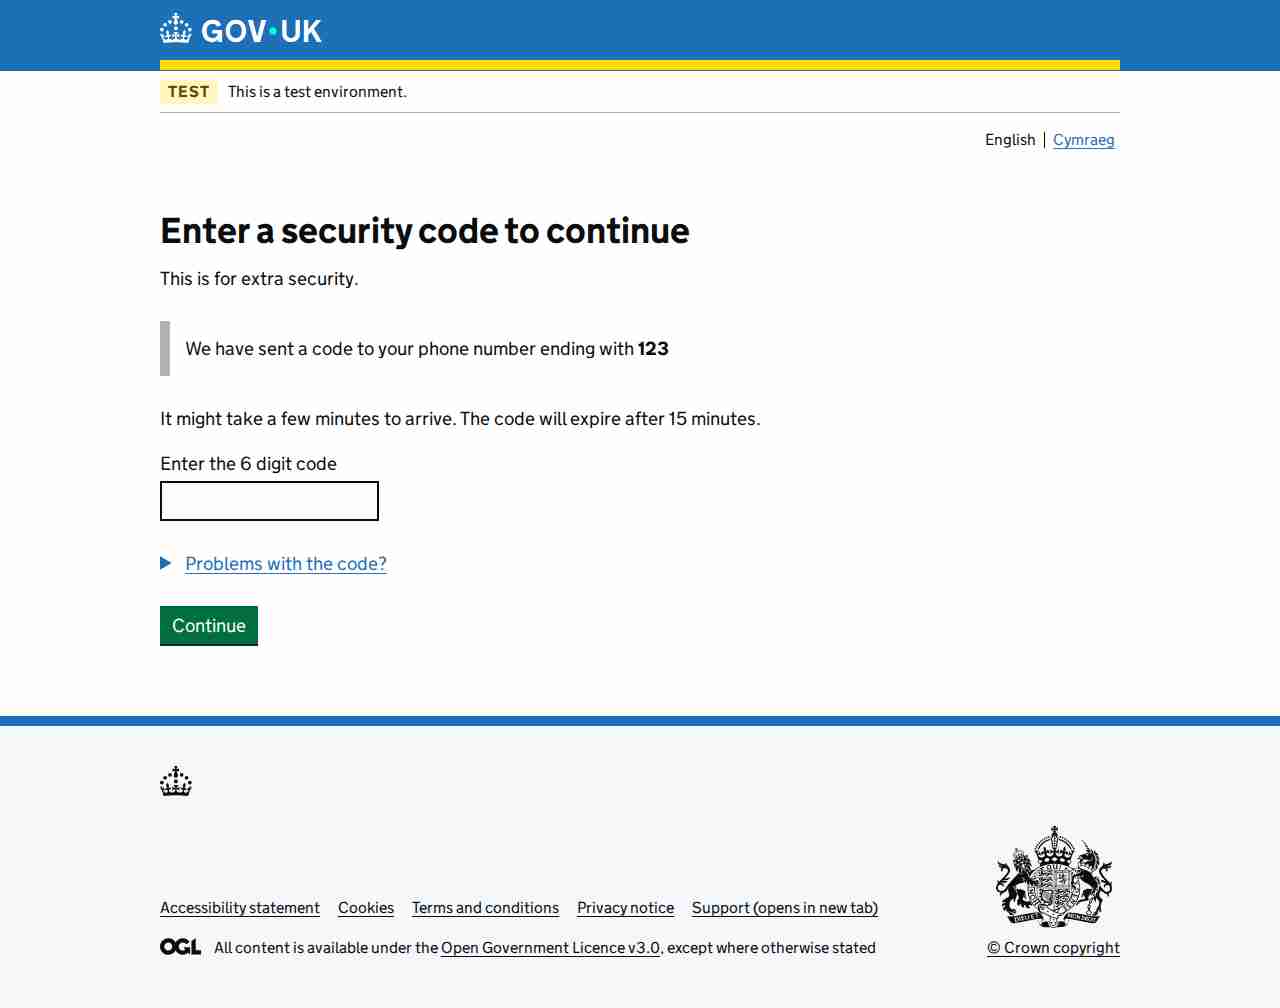 GOV·UK
TEST This is a test environment.
English Cymraeg
Enter a security code to continue
This is for extra security.
We have sent a code to your phone number ending with 123
It might take a few minutes to arrive. The code will expire after 15 minutes.
Enter the 6 digit code
Problems with the code?
Continue
Accessibility statement Cookies Terms and conditions Privacy notice Support (opens in new tab)
OGL All content is available under the Open Government Licence v3.0, except where otherwise stated
© Crown copyright